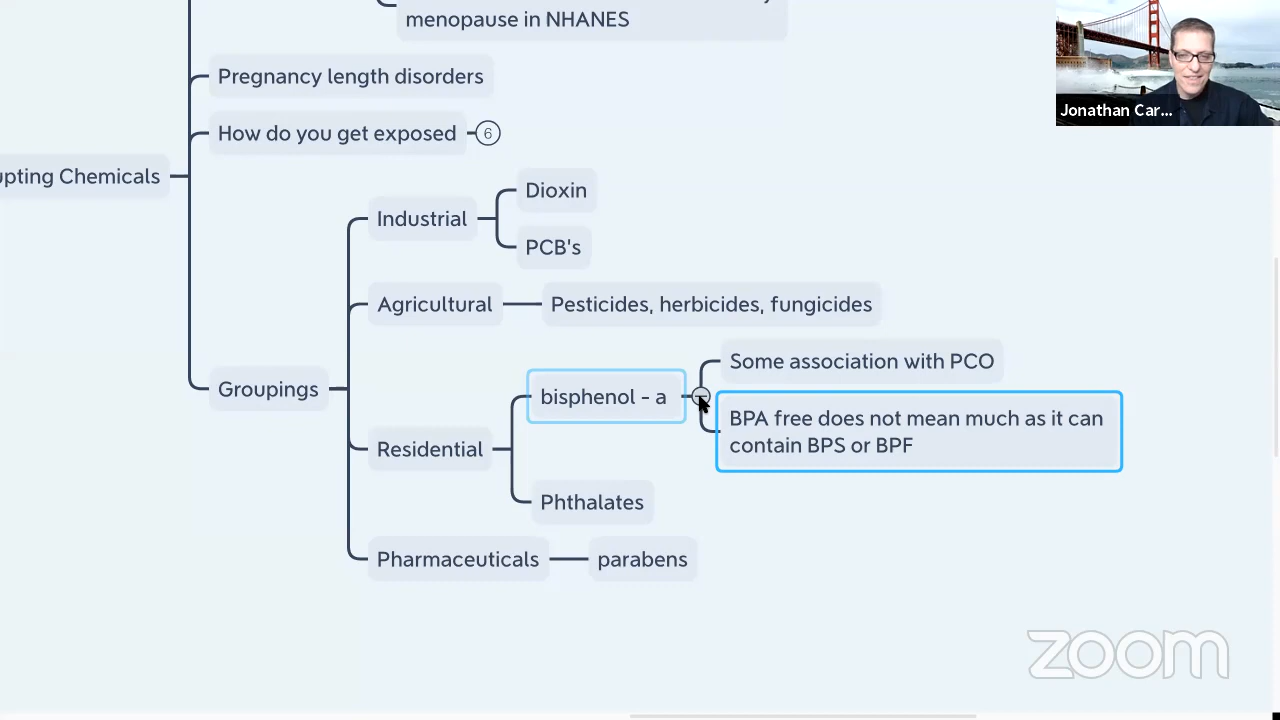 menopause in NHANES
Pregnancy length disorders
How do you get exposed
6
upting Chemicals
Industrial
Dioxin
PCB's
Agricultural
Pesticides, herbicides, fungicides
Groupings
Residential
bisphenol - a
Some association with PCO
BPA free does not mean much as it can
contain BPS or BPF
Phthalates
Pharmaceuticals
parabens
Jonathan Car...
zoom